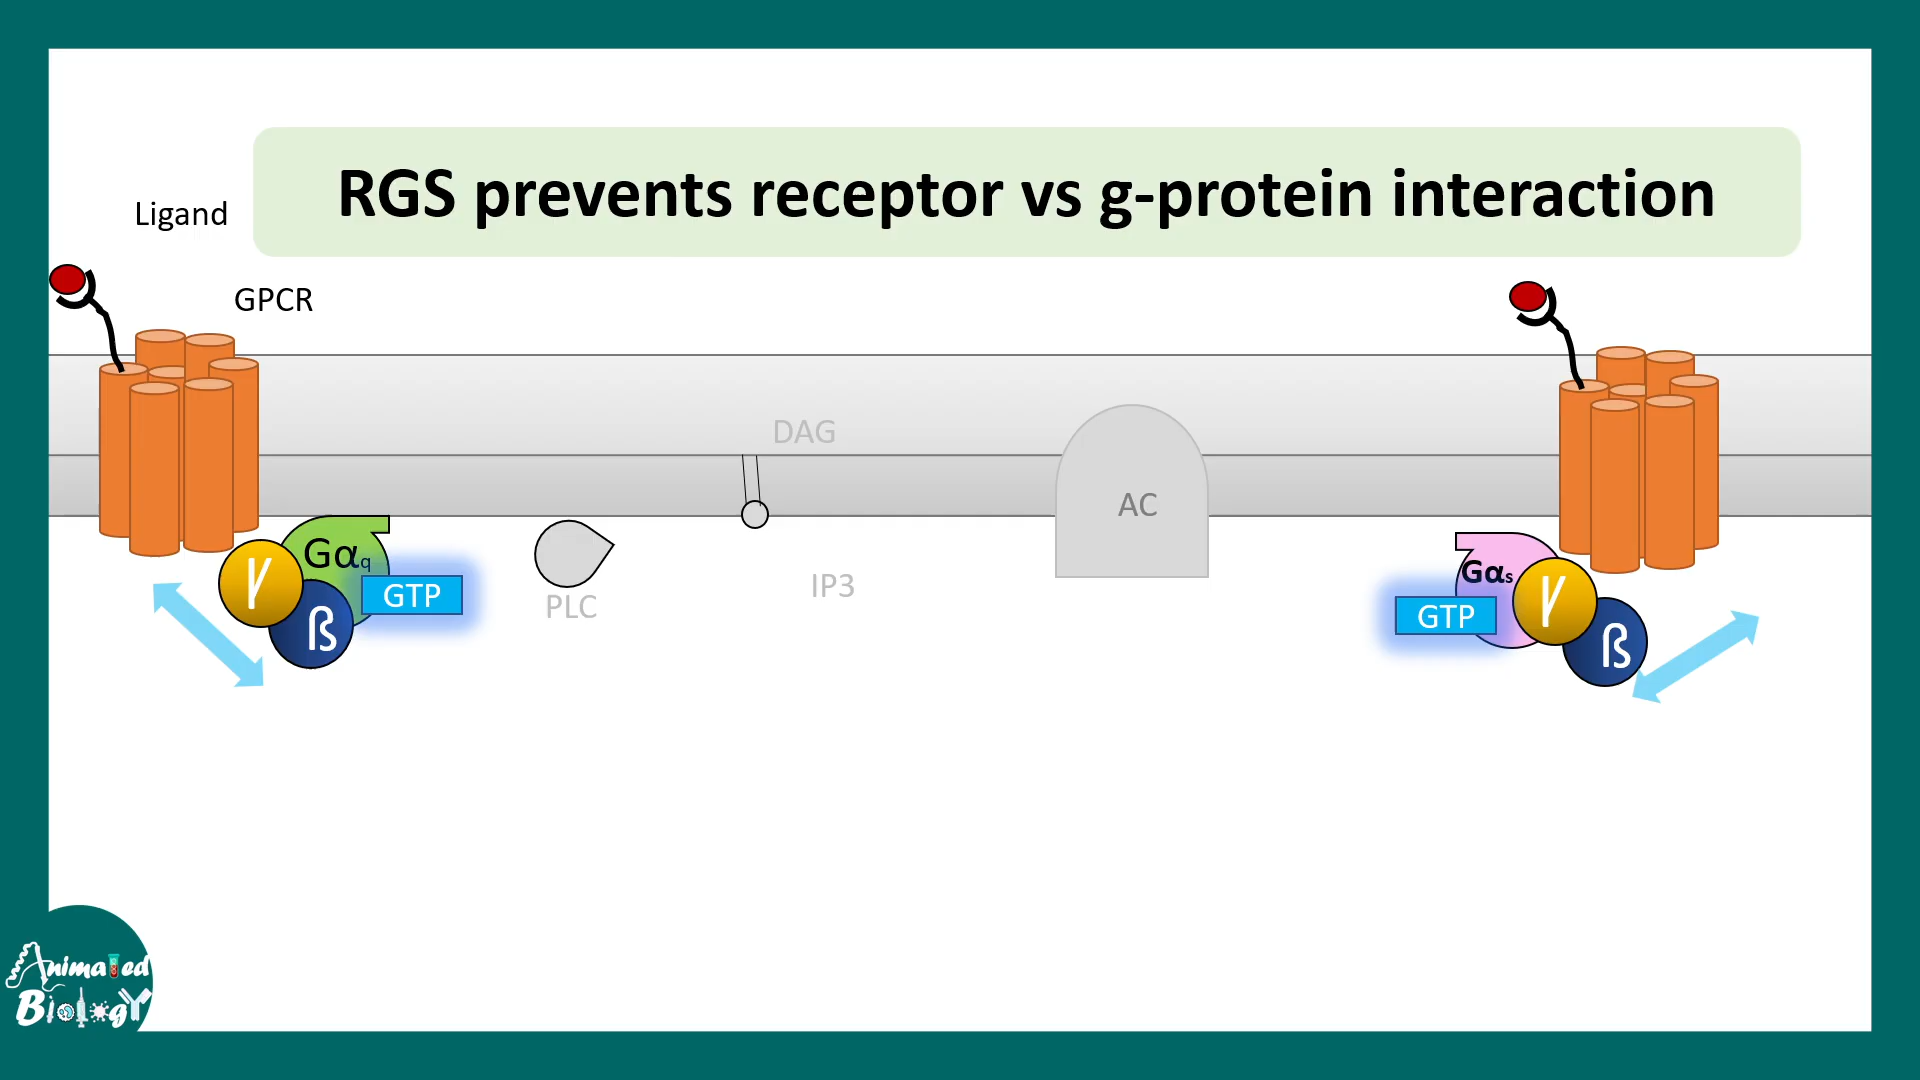 RGS prevents receptor vs g-protein interaction
Ligand
GPCR
DAG
AC
Gαq
γ
GTP
ß
PLC
IP3
Gαs
GTP
γ
ß
Animated
Biology